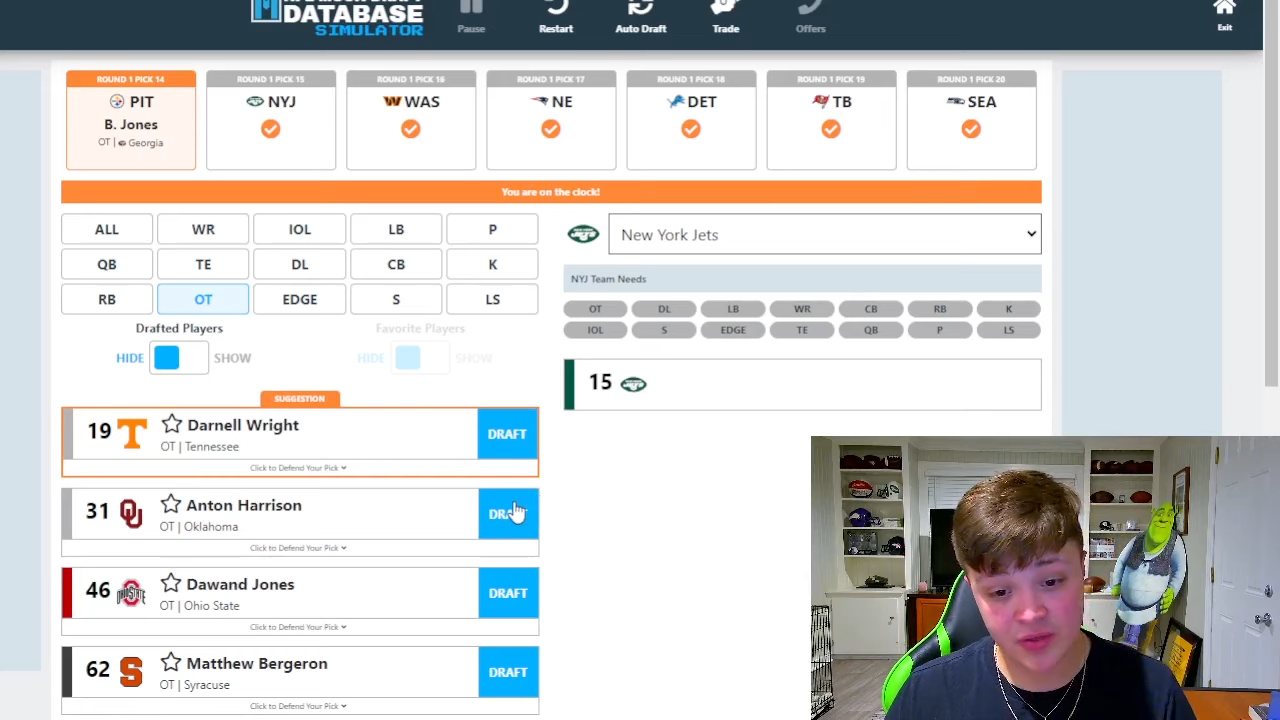 DATABASE
SIMULATOR
Pause
Restart
Auto Draft
Trade
Offers
Exit
ROUND 1 PICK 14
PIT
B. Jones
OT | Georgia
ROUND 1 PICK 15
NYJ
ROUND 1 PICK 16
WAS
ROUND 1 PICK 17
NE
ROUND 1 PICK 18
DET
ROUND 1 PICK 19
TB
ROUND 1 PICK 20
SEA
You are on the clock!
ALL
WR
IOL
LB
P
QB
TE
DL
CB
K
RB
OT
EDGE
S
LS
Drafted Players
HIDE
SHOW
Favorite Players
HIDE
SHOW
SUGGESTION
19
Darnell Wright
OT | Tennessee
DRAFT
Click to Defend Your Pick
31
Anton Harrison
OT | Oklahoma
Click to Defend Your Pick
46
Dawand Jones
OT | Ohio State
DRAFT
Click to Defend Your Pick
62
Matthew Bergeron
OT | Syracuse
DRAFT
Click to Defend Your Pick
New York Jets
NYJ Team Needs
OT DL LB WR CB RB K
IOL S EDGE TE QB P LS
15